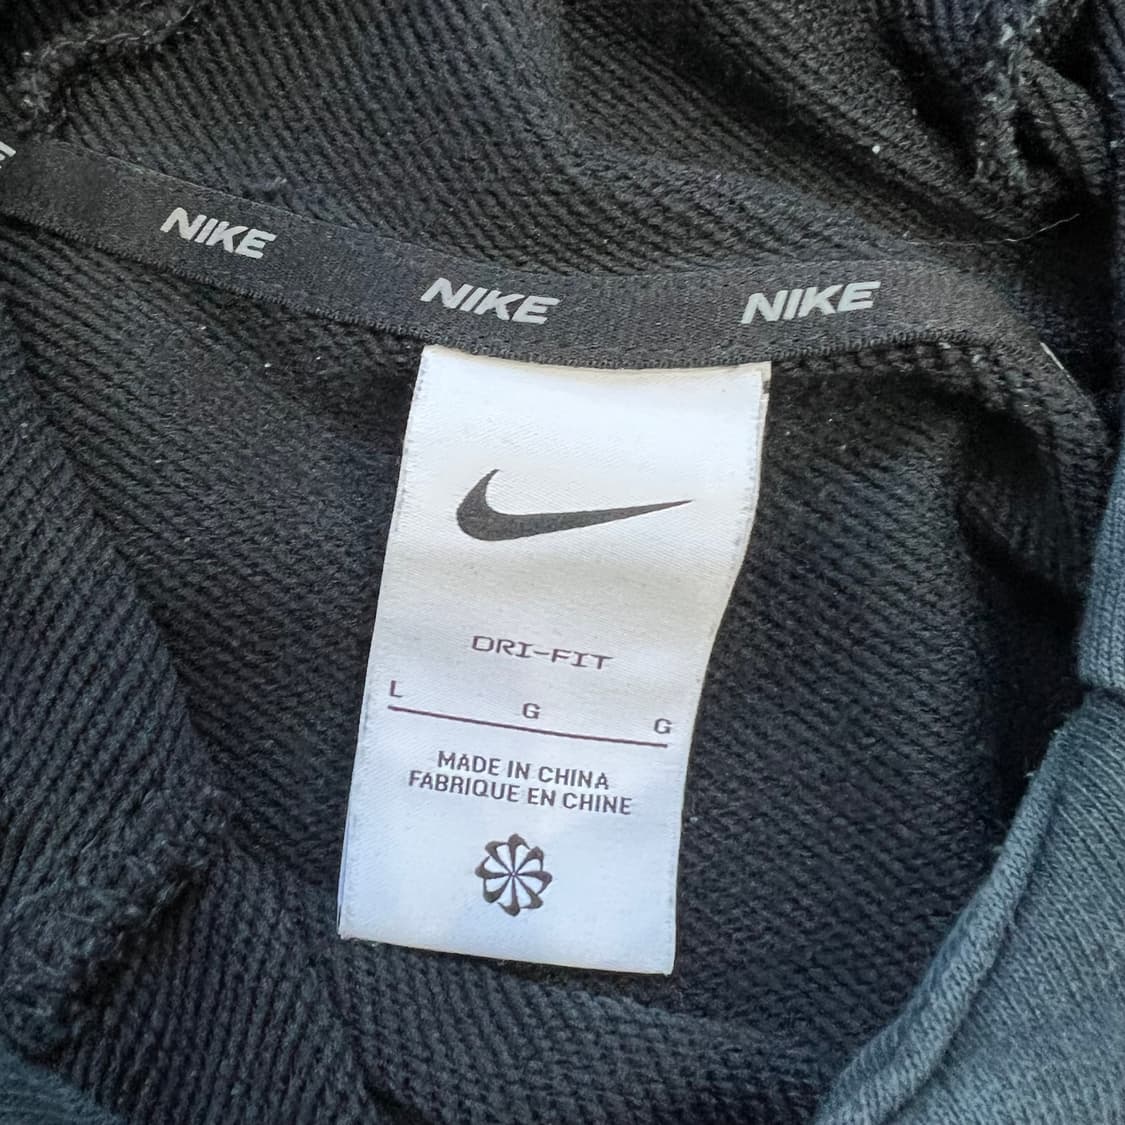 NIKE
NIKE
NIKE
DRI-FIT
L G G
MADE IN CHINA
FABRIQUE EN CHINE